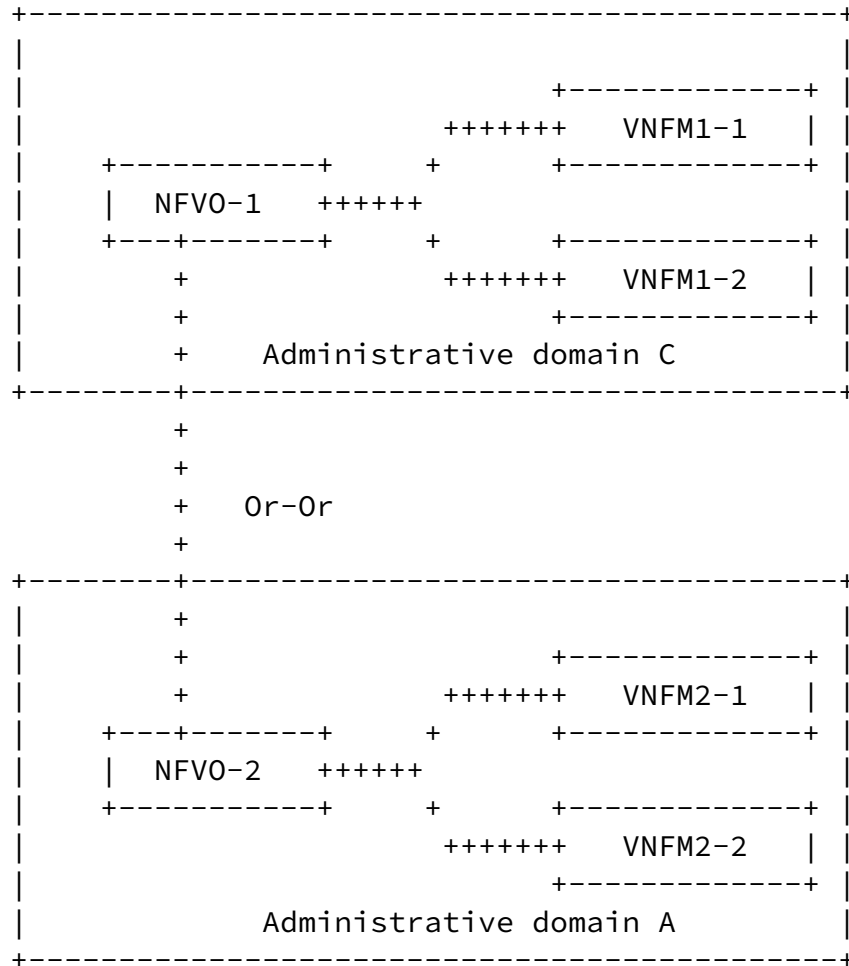 VNFM1-1
NFVO-1
VNFM1-2
Administrative domain C
Or-Or
VNFM2-1
NFVO-2
VNFM2-2
Administrative domain A